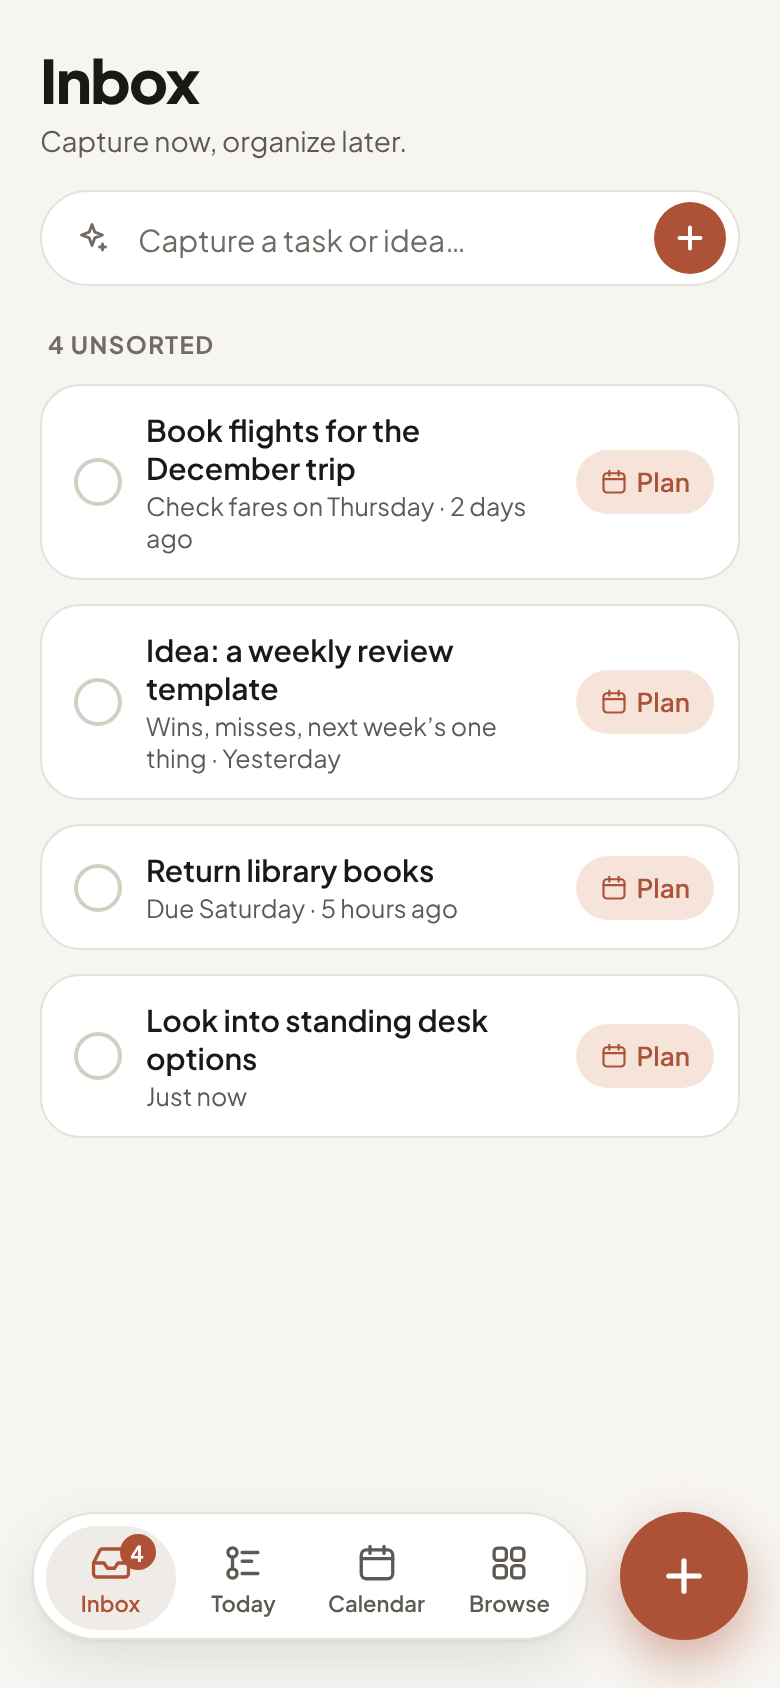 Inbox
Capture now, organize later.
Capture a task or idea…
4 UNSORTED
Book flights for the
December trip
Check fares on Thursday · 2 days
ago
Plan
Idea: a weekly review
template
Wins, misses, next week’s one
thing · Yesterday
Plan
Return library books
Due Saturday · 5 hours ago
Plan
Look into standing desk
options
Just now
Plan
4
Inbox
Today
Calendar
Browse